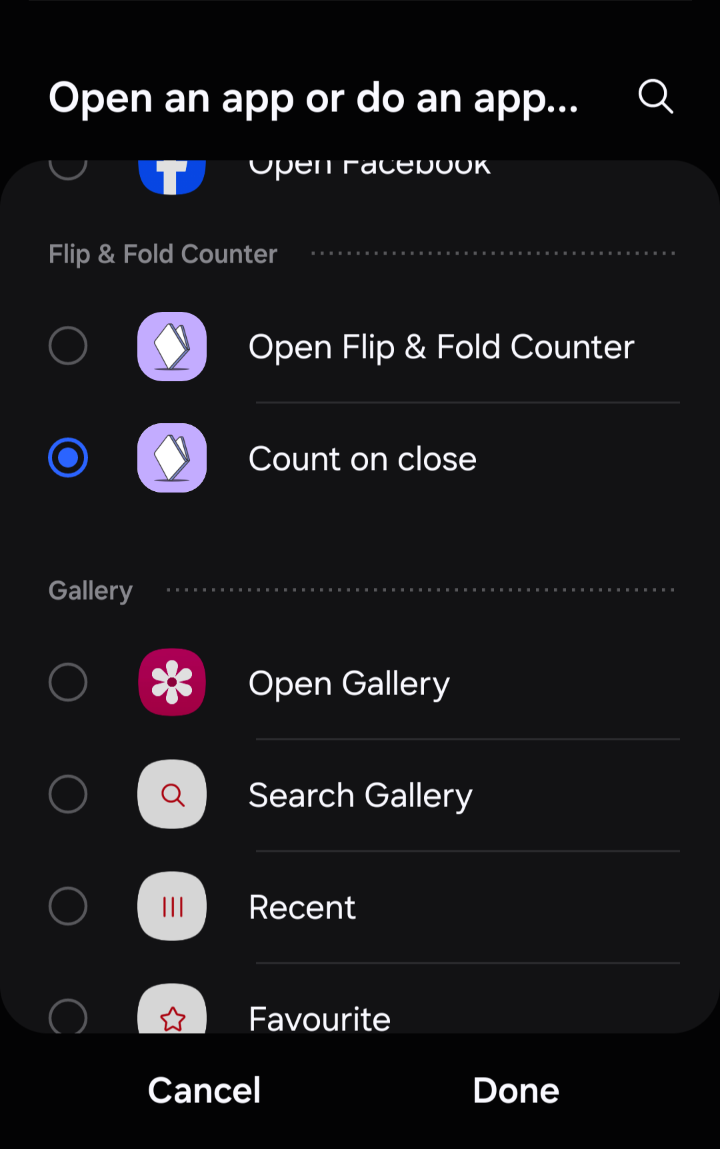 Open an app or do an app...
Open Facebook
Flip & Fold Counter
Open Flip & Fold Counter
Count on close
Gallery
Open Gallery
Search Gallery
Recent
Favourite
Cancel
Done